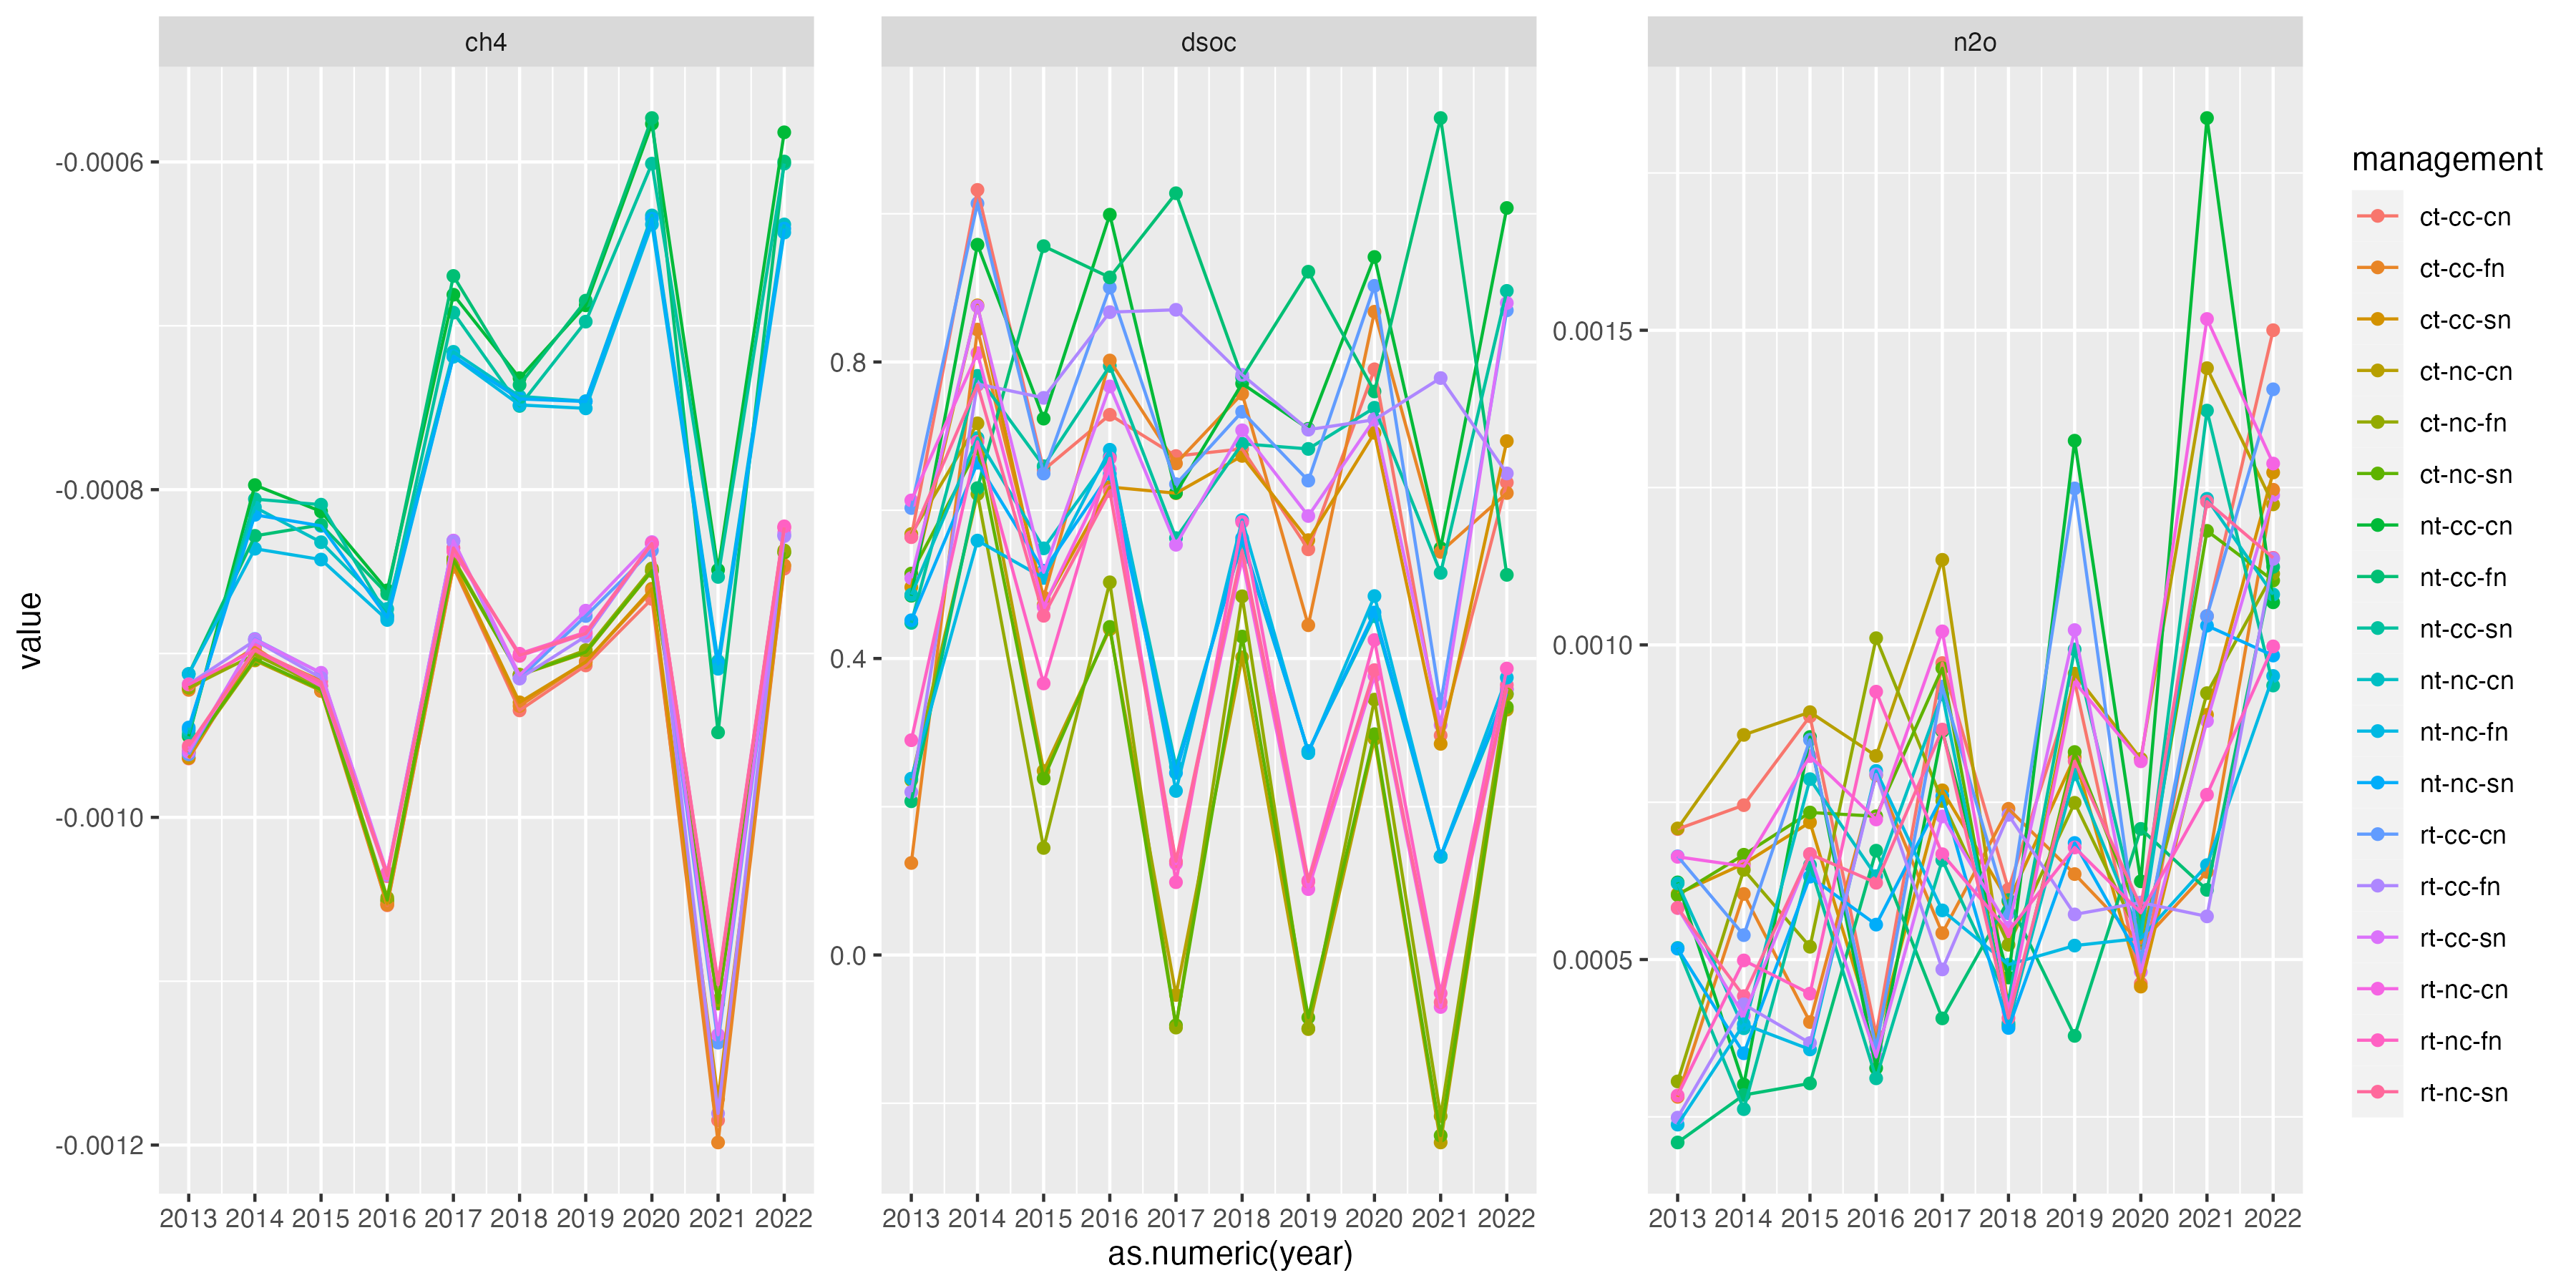 ch4
dsoc
n2o
value
-0.0006
-0.0008
-0.0010
-0.0012
0.8
0.4
0.0
0.0015
0.0010
0.0005
2013 2014 2015 2016 2017 2018 2019 2020 2021 2022
2013 2014 2015 2016 2017 2018 2019 2020 2021 2022
2013 2014 2015 2016 2017 2018 2019 2020 2021 2022
as.numeric(year)
management
ct-cc-cn
ct-cc-fn
ct-cc-sn
ct-nc-cn
ct-nc-fn
ct-nc-sn
nt-cc-cn
nt-cc-fn
nt-cc-sn
nt-nc-cn
nt-nc-fn
nt-nc-sn
rt-cc-cn
rt-cc-fn
rt-cc-sn
rt-nc-cn
rt-nc-fn
rt-nc-sn